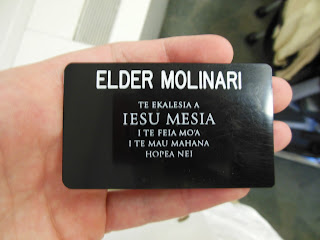 ELDER MOLINARI
TE EKALESIA A
IESU MESIA
I TE FEIA MO'A
I TE MAU MAHANA
HOPEA NEI